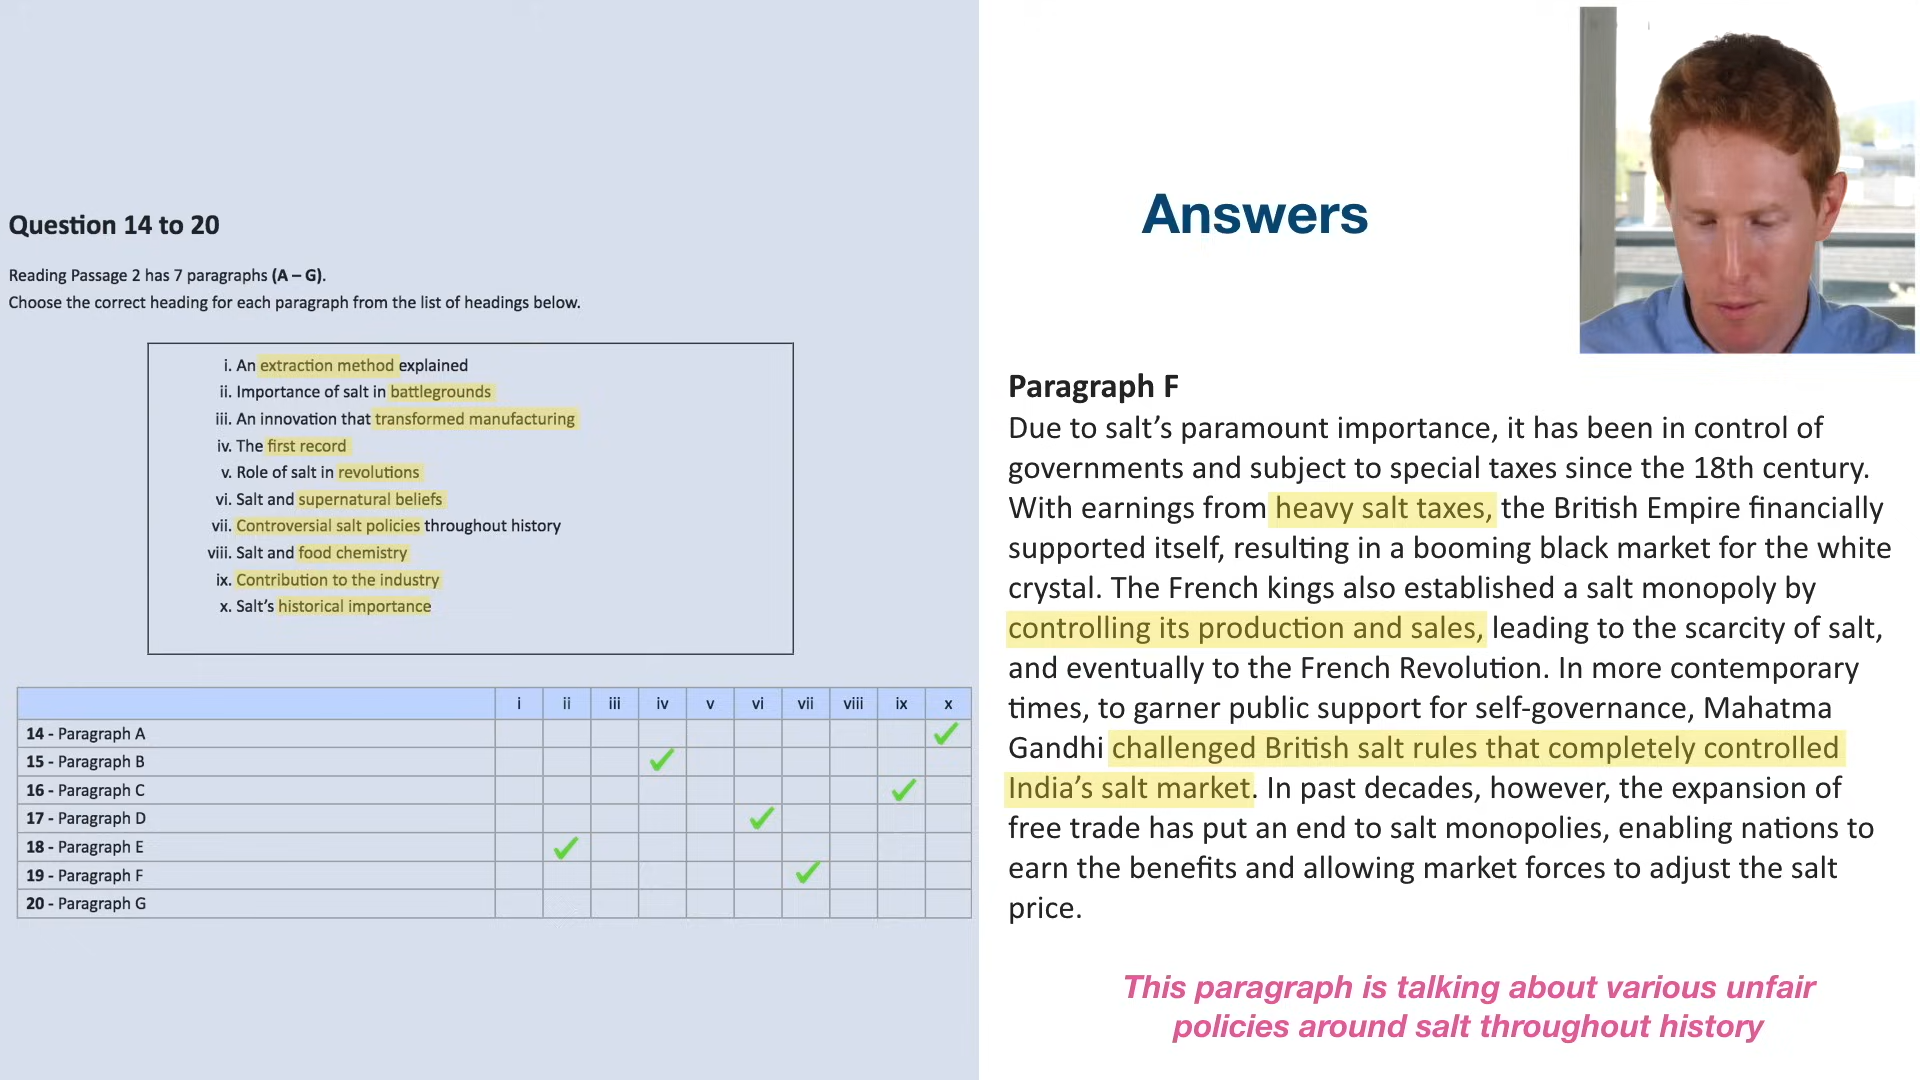 Question 14 to 20
Reading Passage 2 has 7 paragraphs (A – G).
Choose the correct heading for each paragraph from the list of headings below.
i. An extraction method explained
ii. Importance of salt in battlegrounds
iii. An innovation that transformed manufacturing
iv. The first record
v. Role of salt in revolutions
vi. Salt and supernatural beliefs
vii. Controversial salt policies throughout history
viii. Salt and food chemistry
ix. Contribution to the industry
x. Salt's historical importance
i ii iii iv v vi vii viii ix x
14 - Paragraph A
15 - Paragraph B
16 - Paragraph C
17 - Paragraph D
18 - Paragraph E
19 - Paragraph F
20 - Paragraph G
Answers
Paragraph F
Due to salt's paramount importance, it has been in control of
governments and subject to special taxes since the 18th century.
With earnings from heavy salt taxes, the British Empire financially
supported itself, resulting in a booming black market for the white
crystal. The French kings also established a salt monopoly by
controlling its production and sales, leading to the scarcity of salt,
and eventually to the French Revolution. In more contemporary
times, to garner public support for self-governance, Mahatma
Gandhi challenged British salt rules that completely controlled
India's salt market. In past decades, however, the expansion of
free trade has put an end to salt monopolies, enabling nations to
earn the benefits and allowing market forces to adjust the salt
price.
This paragraph is talking about various unfair
policies around salt throughout history